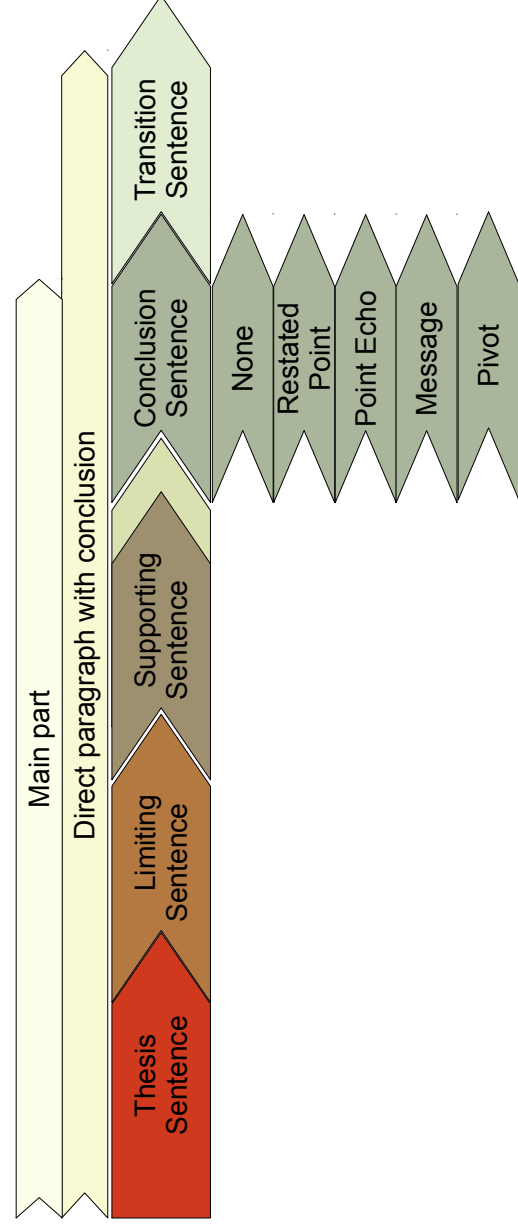 Main part
Direct paragraph with conclusion
Thesis
Sentence
Limiting
Sentence
Supporting
Sentence
Conclusion
Sentence
Transition
Sentence
None
Restated
Point
Point Echo
Message
Pivot